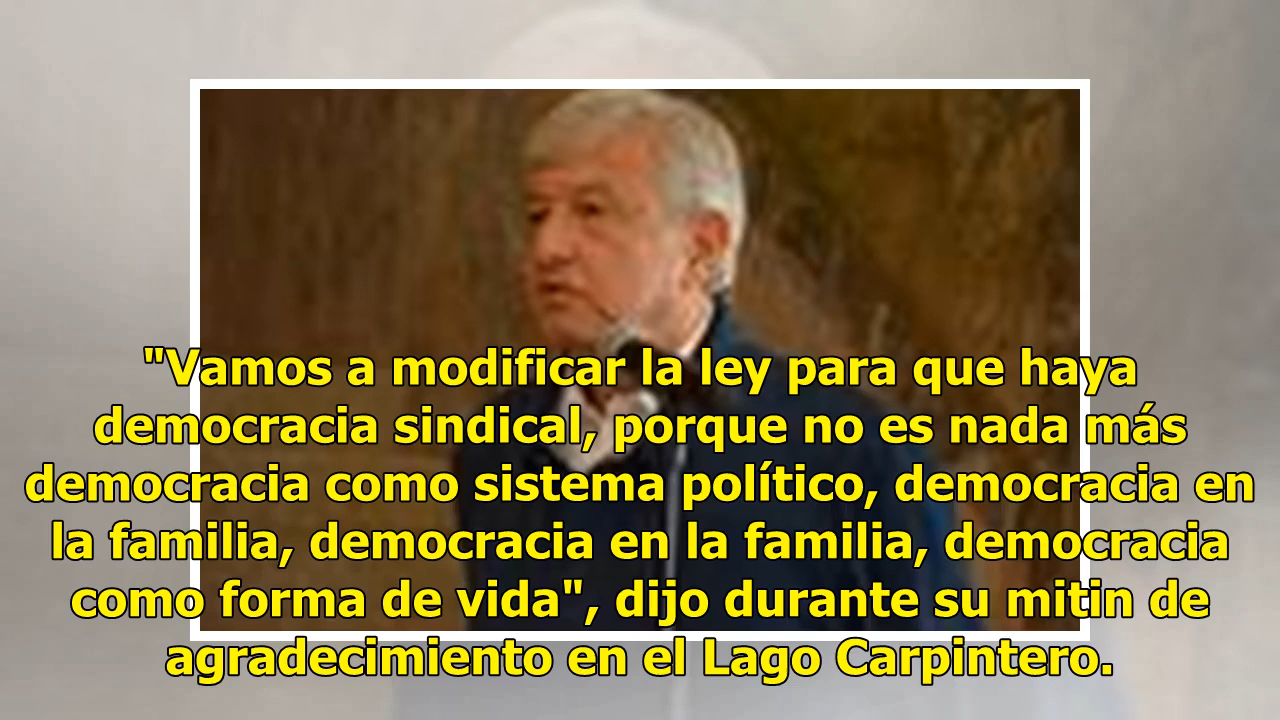 "Vamos a modificar la ley para que haya
democracia sindical, porque no es nada más
democracia como sistema político, democracia en
la familia, democracia en la familia, democracia
como forma de vida", dijo durante su mitin de
agradecimiento en el Lago Carpintero.